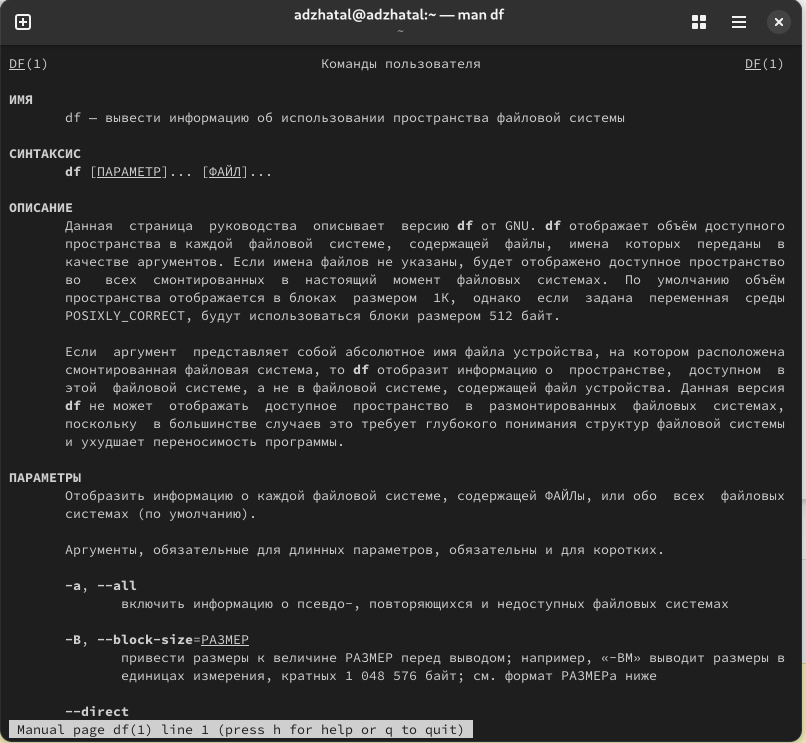 adzhatal@adzhatal:~ — man df
~
DF(1) Команды пользователя DF(1)
ИМЯ
df — вывести информацию об использовании пространства файловой системы
СИНТАКСИС
df [ПАРАМЕТР]... [ФАЙЛ]...
ОПИСАНИЕ
Данная страница руководства описывает версию df от GNU. df отображает объём доступного
пространства в каждой файловой системе, содержащей файлы, имена которых переданы в
качестве аргументов. Если имена файлов не указаны, будет отображено доступное пространство
во всех смонтированных в настоящий момент файловых системах. По умолчанию объём
пространства отображается в блоках размером 1K, однако если задана переменная среды
POSIXLY_CORRECT, будут использоваться блоки размером 512 байт.
Если аргумент представляет собой абсолютное имя файла устройства, на котором расположена
смонтированная файловая система, то df отобразит информацию о пространстве, доступном в
этой файловой системе, а не в файловой системе, содержащей файл устройства. Данная версия
df не может отображать доступное пространство в размонтированных файловых системах,
поскольку в большинстве случаев это требует глубокого понимания структур файловой системы
и ухудшает переносимость программы.
ПАРАМЕТРЫ
Отобразить информацию о каждой файловой системе, содержащей ФАЙЛы, или обо всех файловых
системах (по умолчанию).
Аргументы, обязательные для длинных параметров, обязательны и для коротких.
-a, --all
включить информацию о псевдо-, повторяющихся и недоступных файловых системах
-B, --block-size=РАЗМЕР
привести размеры к величине РАЗМЕР перед выводом; например, «-BM» выводит размеры в
единицах измерения, кратных 1 048 576 байт; см. формат РАЗМЕРа ниже
--direct
Manual page df(1) line 1 (press h for help or q to quit)